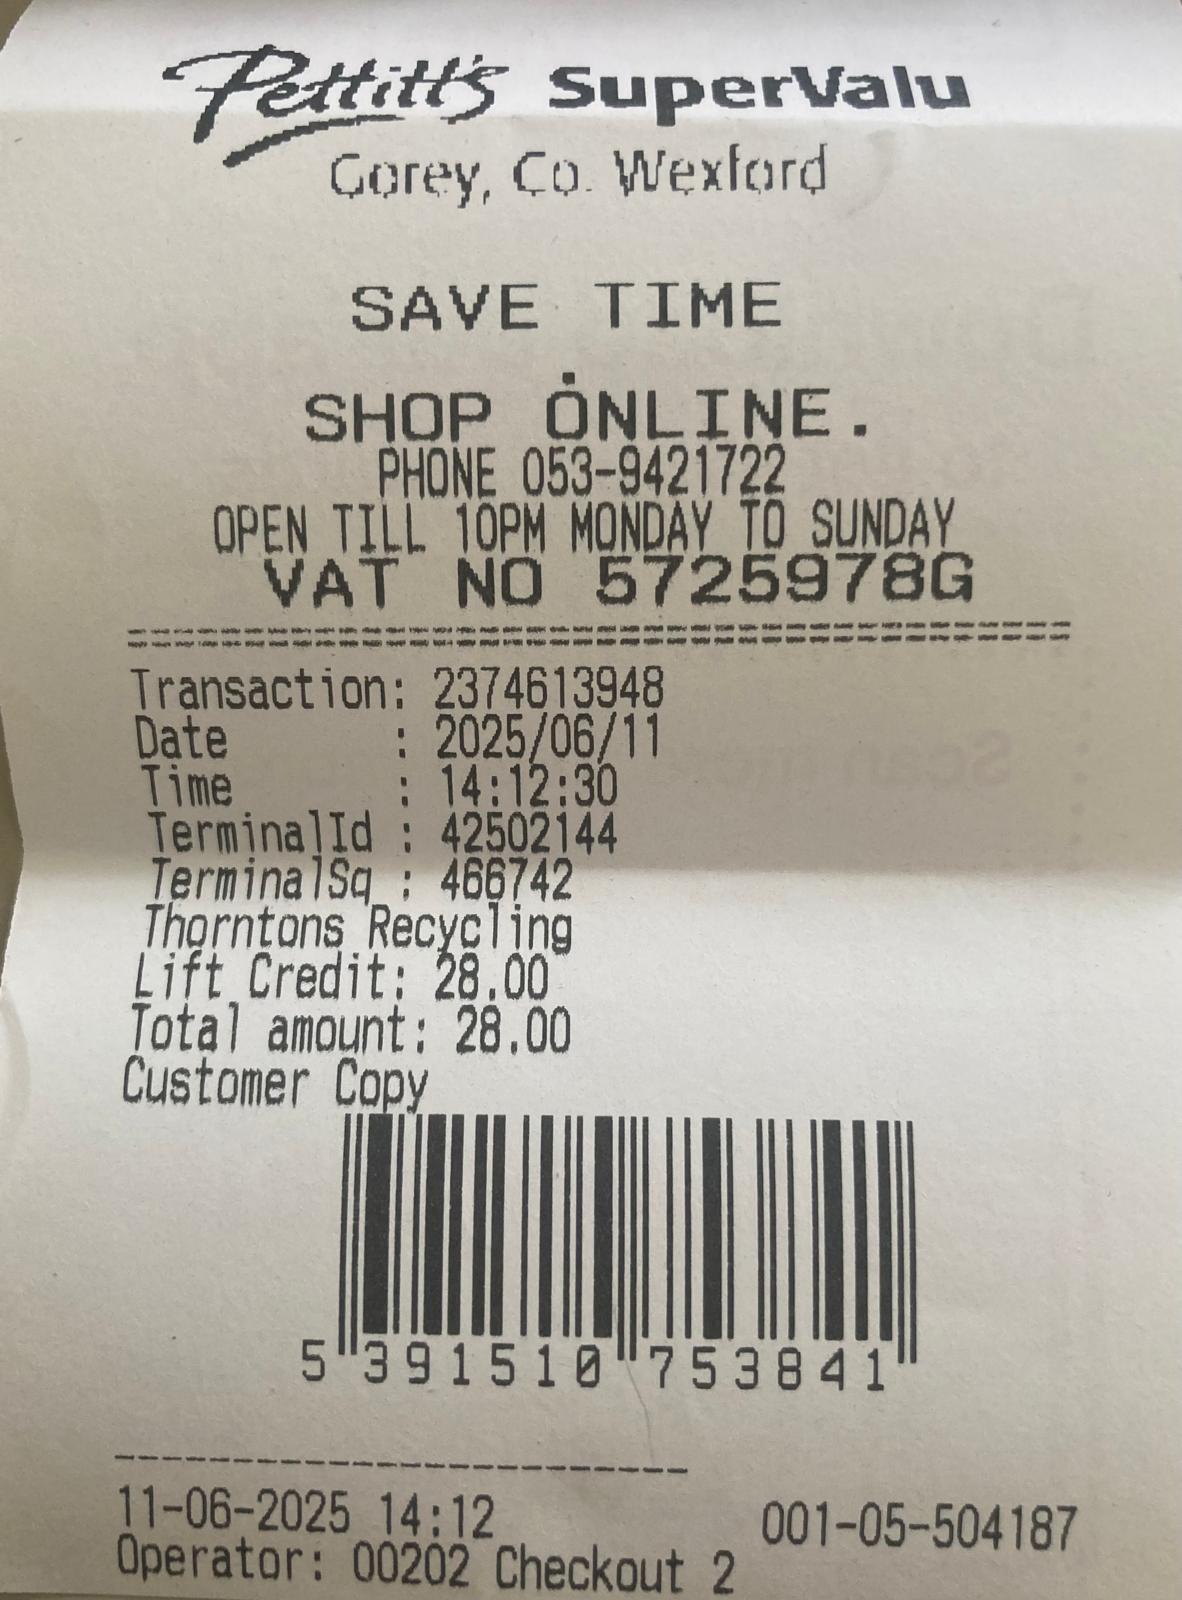 Pettitt's SuperValu
Gorey, Co. Wexford
SAVE TIME
SHOP ONLINE.
PHONE 053-9421722
OPEN TILL 10PM MONDAY TO SUNDAY
VAT NO 5725978G
================================================
Transaction: 2374613948
Date : 2025/06/11
Time : 14:12:30
TerminalId : 42502144
TerminalSq : 466742
Thorntons Recycling
Lift Credit: 28.00
Total amount: 28.00
Customer Copy
5 391510 753841
------------------------------
11-06-2025 14:12 001-05-504187
Operator: 00202 Checkout 2